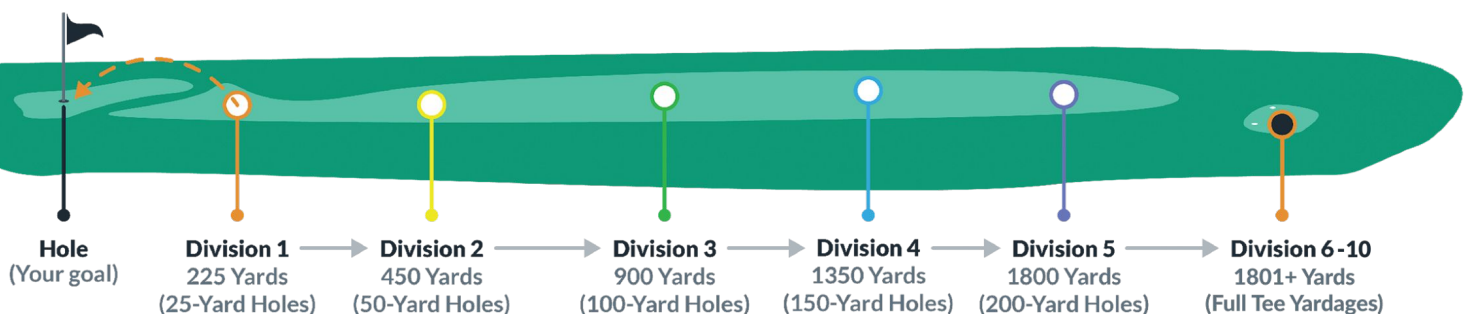 Hole
(Your goal)
Division 1
225 Yards
(25-Yard Holes)
Division 2
450 Yards
(50-Yard Holes)
Division 3
900 Yards
(100-Yard Holes)
Division 4
1350 Yards
(150-Yard Holes)
Division 5
1800 Yards
(200-Yard Holes)
Division 6-10
1801+ Yards
(Full Tee Yardages)